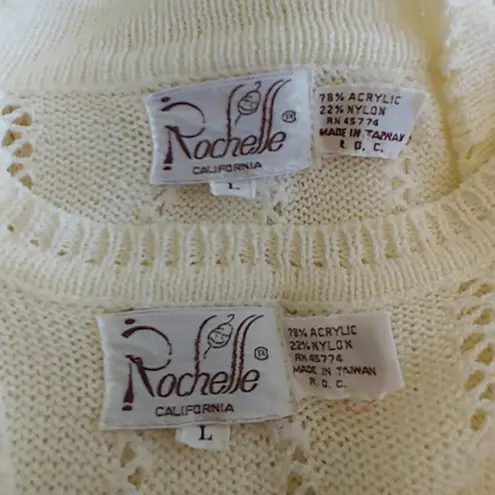 Rochelle ®
CALIFORNIA
L
78% ACRYLIC
22% NYLON
RN 45774
MADE IN TAIWAN
R. O. C.
Rochelle ®
CALIFORNIA
L
78% ACRYLIC
22% NYLON
RN 45774
MADE IN TAIWAN
R. O. C.